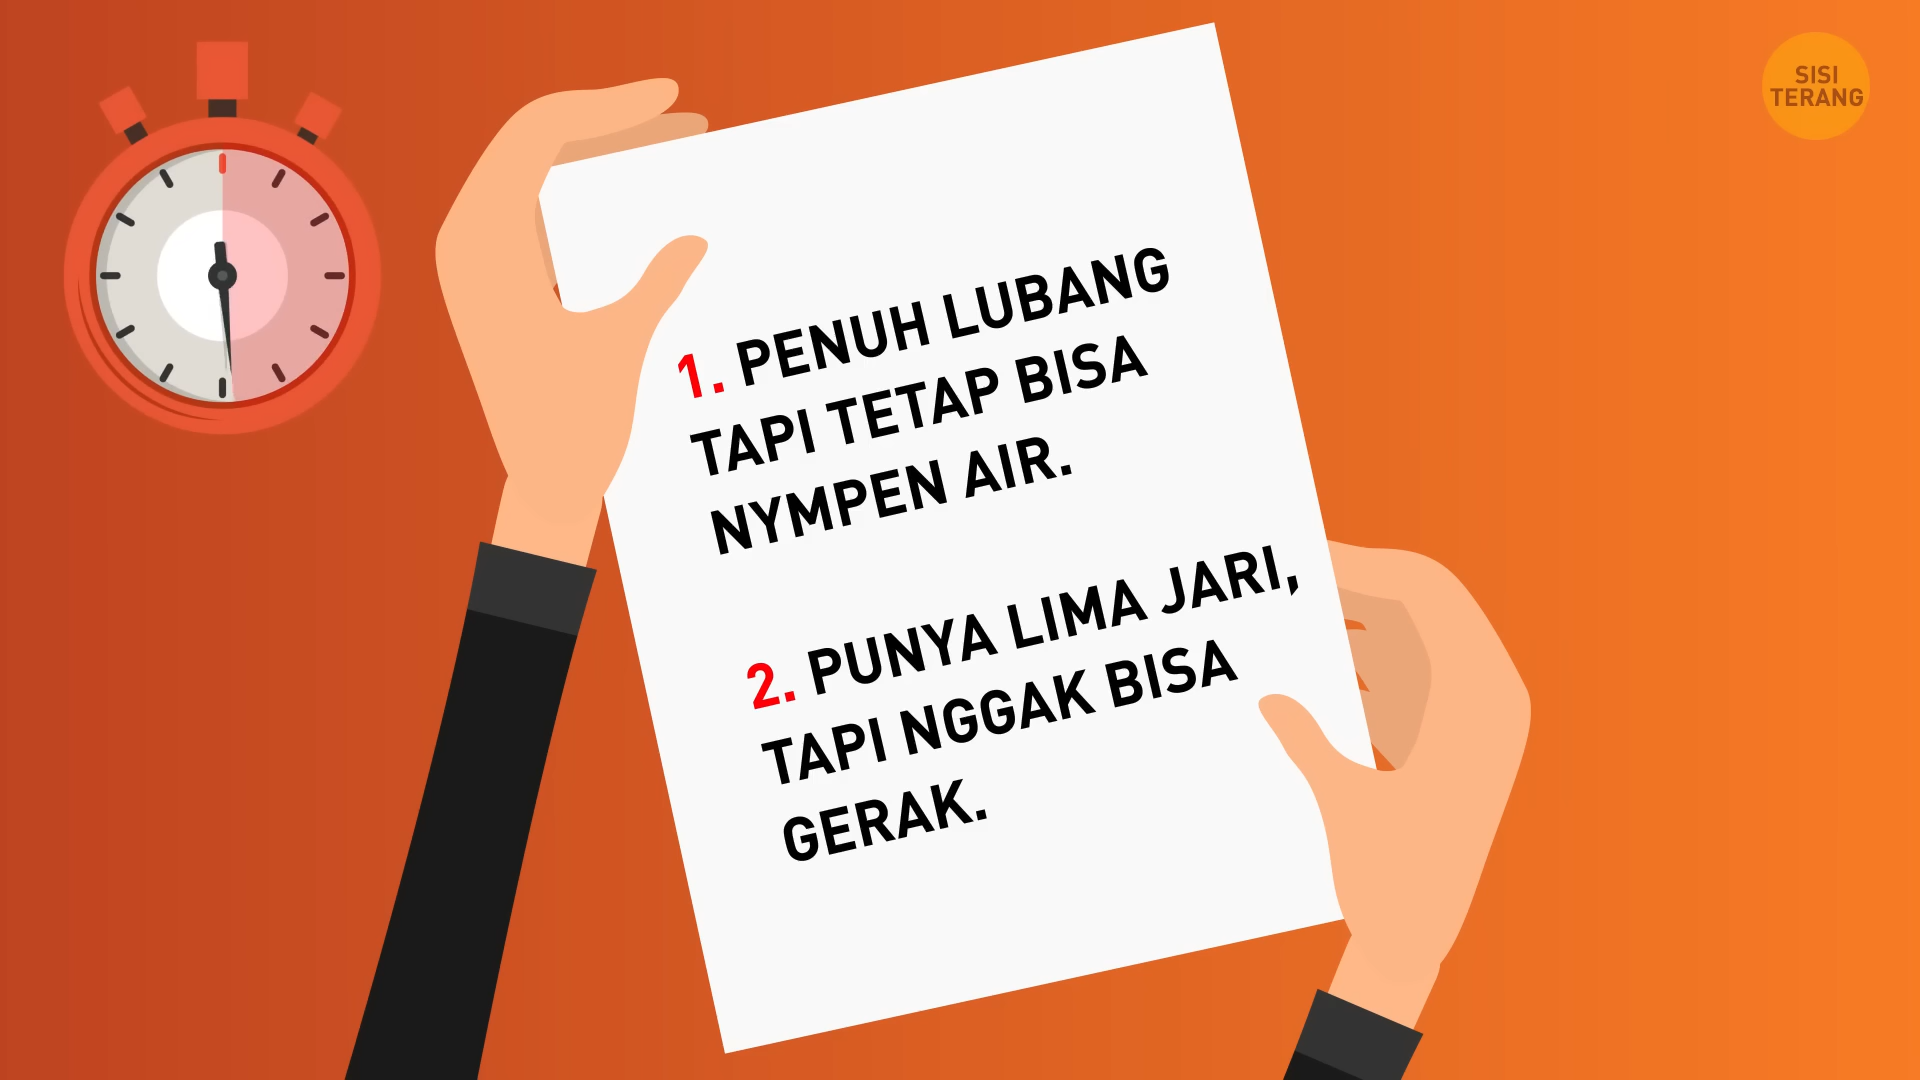 SISI
TERANG
1. PENUH LUBANG
TAPI TETAP BISA
NYMPEN AIR.
2. PUNYA LIMA JARI,
TAPI NGGAK BISA
GERAK.